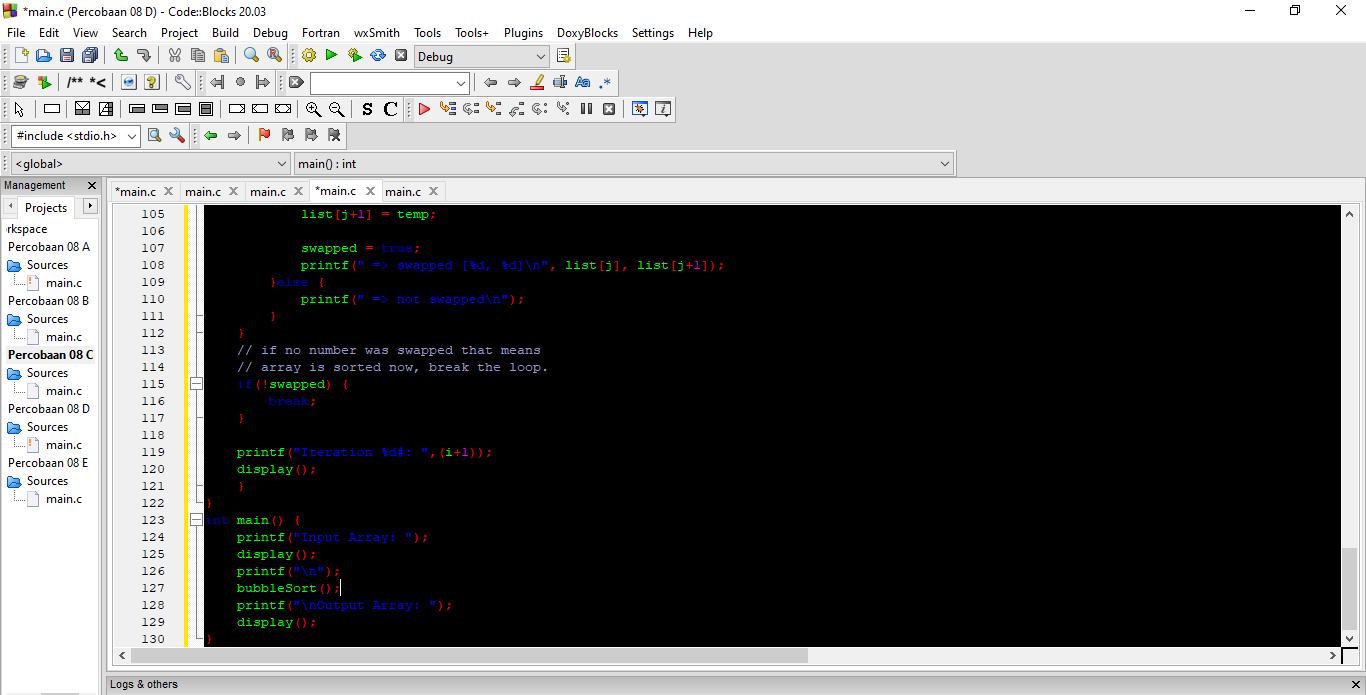 *main.c (Percobaan 08 D) - Code::Blocks 20.03
File Edit View Search Project Build Debug Fortran wxSmith Tools Tools+ Plugins DoxyBlocks Settings Help
Debug
/** *<
Aa .*
S C
#include <stdio.h>
<global> main() : int
Management
Projects
rkspace
Percobaan 08 A
Sources
main.c
Percobaan 08 B
Sources
main.c
Percobaan 08 C
Sources
main.c
Percobaan 08 D
Sources
main.c
Percobaan 08 E
Sources
main.c
*main.c main.c main.c *main.c main.c
105 list[j+1] = temp;
106
107 swapped = true;
108 printf(" => swapped [%d, %d]\n", list[j], list[j+1]);
109 }else {
110 printf(" => not swapped\n");
111 }
112 }
113 // if no number was swapped that means
114 // array is sorted now, break the loop.
115 if(!swapped) {
116 break;
117 }
118
119 printf("Iteration %d#: ",(i+1));
120 display();
121 }
122 }
123 int main() {
124 printf("Input Array: ");
125 display();
126 printf("\n");
127 bubbleSort();
128 printf("\nOutput Array: ");
129 display();
130 }
Logs & others